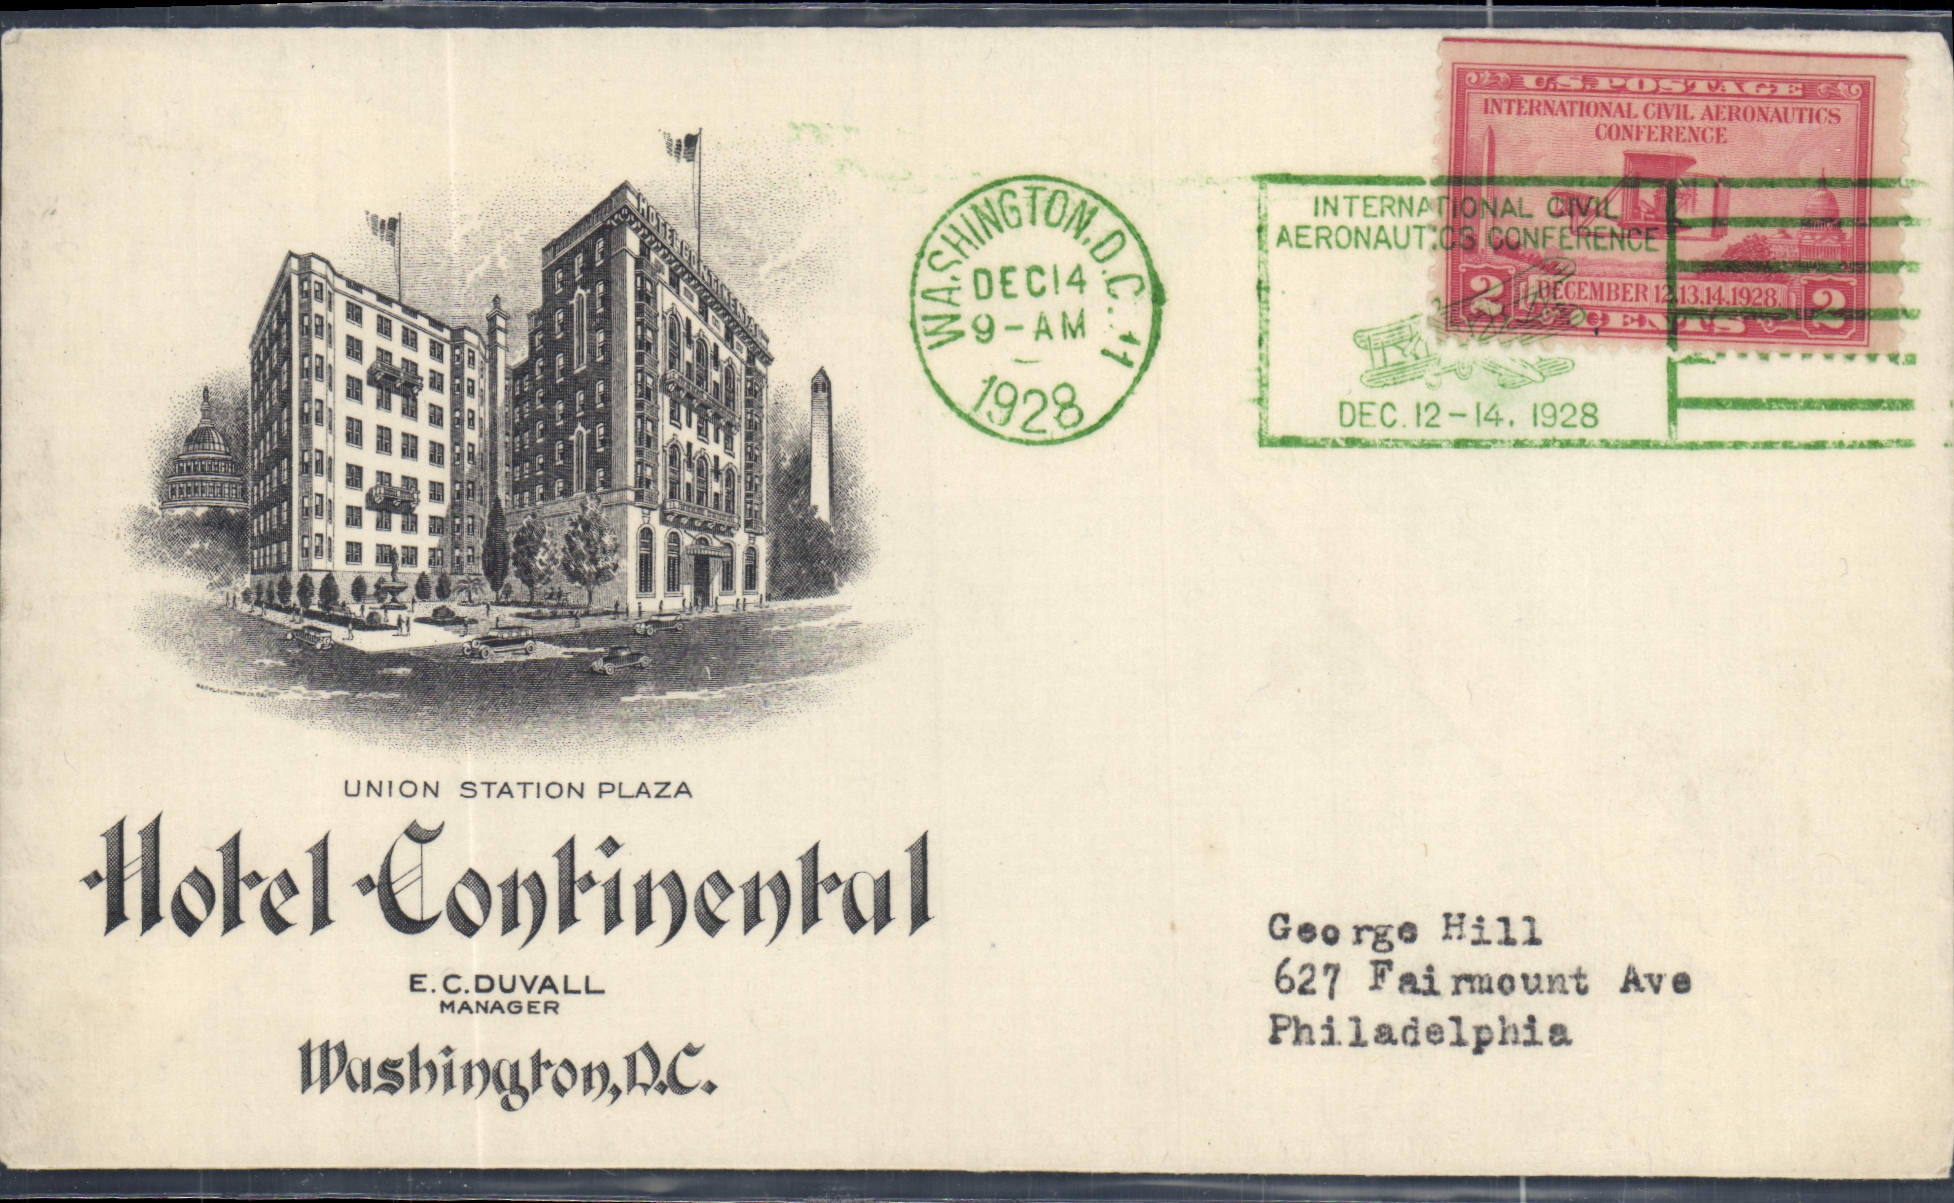 U.S. POSTAGE
INTERNATIONAL CIVIL AERONAUTICS
CONFERENCE
2 DECEMBER 12.13.14.1928. 2
CENTS
WASHINGTON, D.C. 11
DEC 14
9-AM
1928
INTERNATIONAL CIVIL
AERONAUTICS CONFERENCE
DEC. 12-14, 1928
HOTEL CONTINENTAL
UNION STATION PLAZA
Hotel Continental
E. C. DUVALL
MANAGER
Washington, D.C.
George Hill
627 Fairmount Ave
Philadelphia